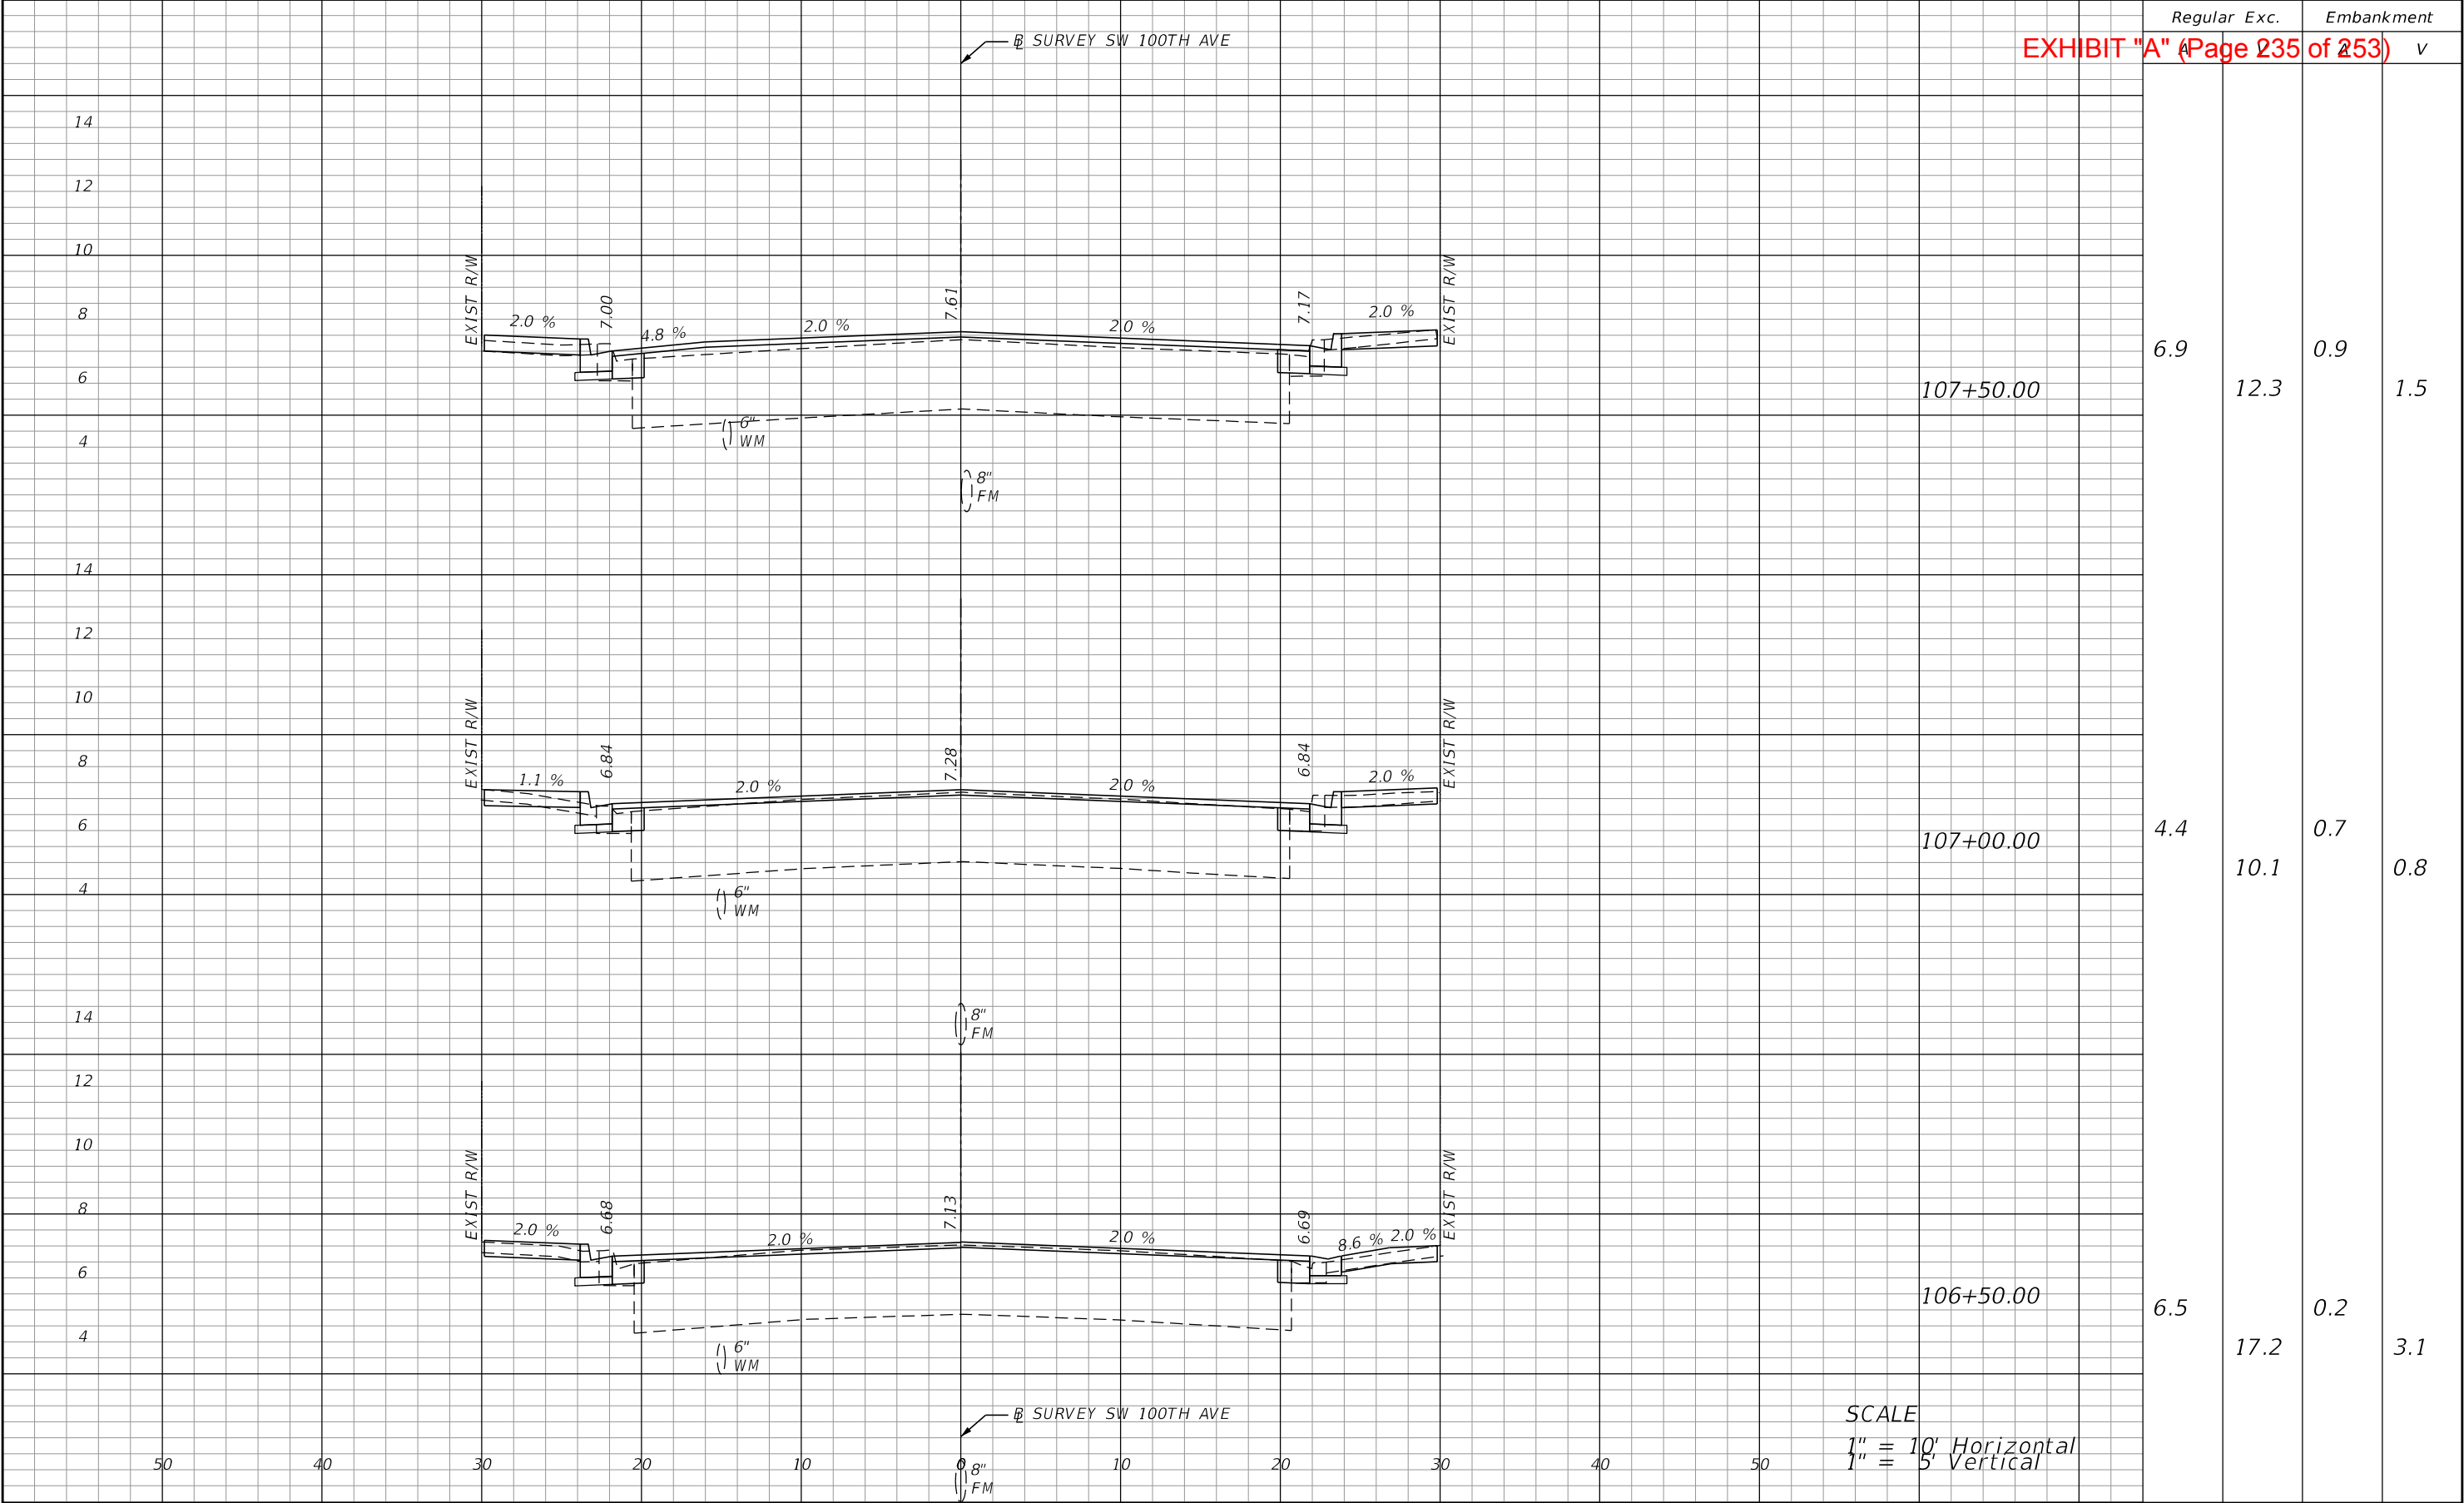 Regular Exc. Embankment
EXHIBIT "A" (Page 235 of 253)
A V A V
℄ SURVEY SW 100TH AVE
14
12
10
8
6
4
EXIST R/W
2.0 %
7.00
4.8 %
2.0 %
7.61
2.0 %
7.17
2.0 %
EXIST R/W
6"
WM
8"
FM
107+50.00
6.9 0.9
12.3 1.5
14
12
10
8
6
4
EXIST R/W
1.1 %
6.84
2.0 %
7.28
2.0 %
6.84
2.0 %
EXIST R/W
6"
WM
8"
FM
107+00.00
4.4 0.7
10.1 0.8
14
12
10
8
6
4
EXIST R/W
2.0 %
6.68
2.0 %
7.13
2.0 %
6.69
8.6 %
2.0 %
EXIST R/W
6"
WM
106+50.00
6.5 0.2
17.2 3.1
℄ SURVEY SW 100TH AVE
SCALE
1" = 10' Horizontal
1" = 5' Vertical
50 40 30 20 10 0 10 20 30 40 50
8"
FM